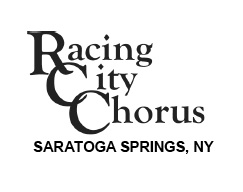 Racing
City
Chorus
SARATOGA SPRINGS, NY